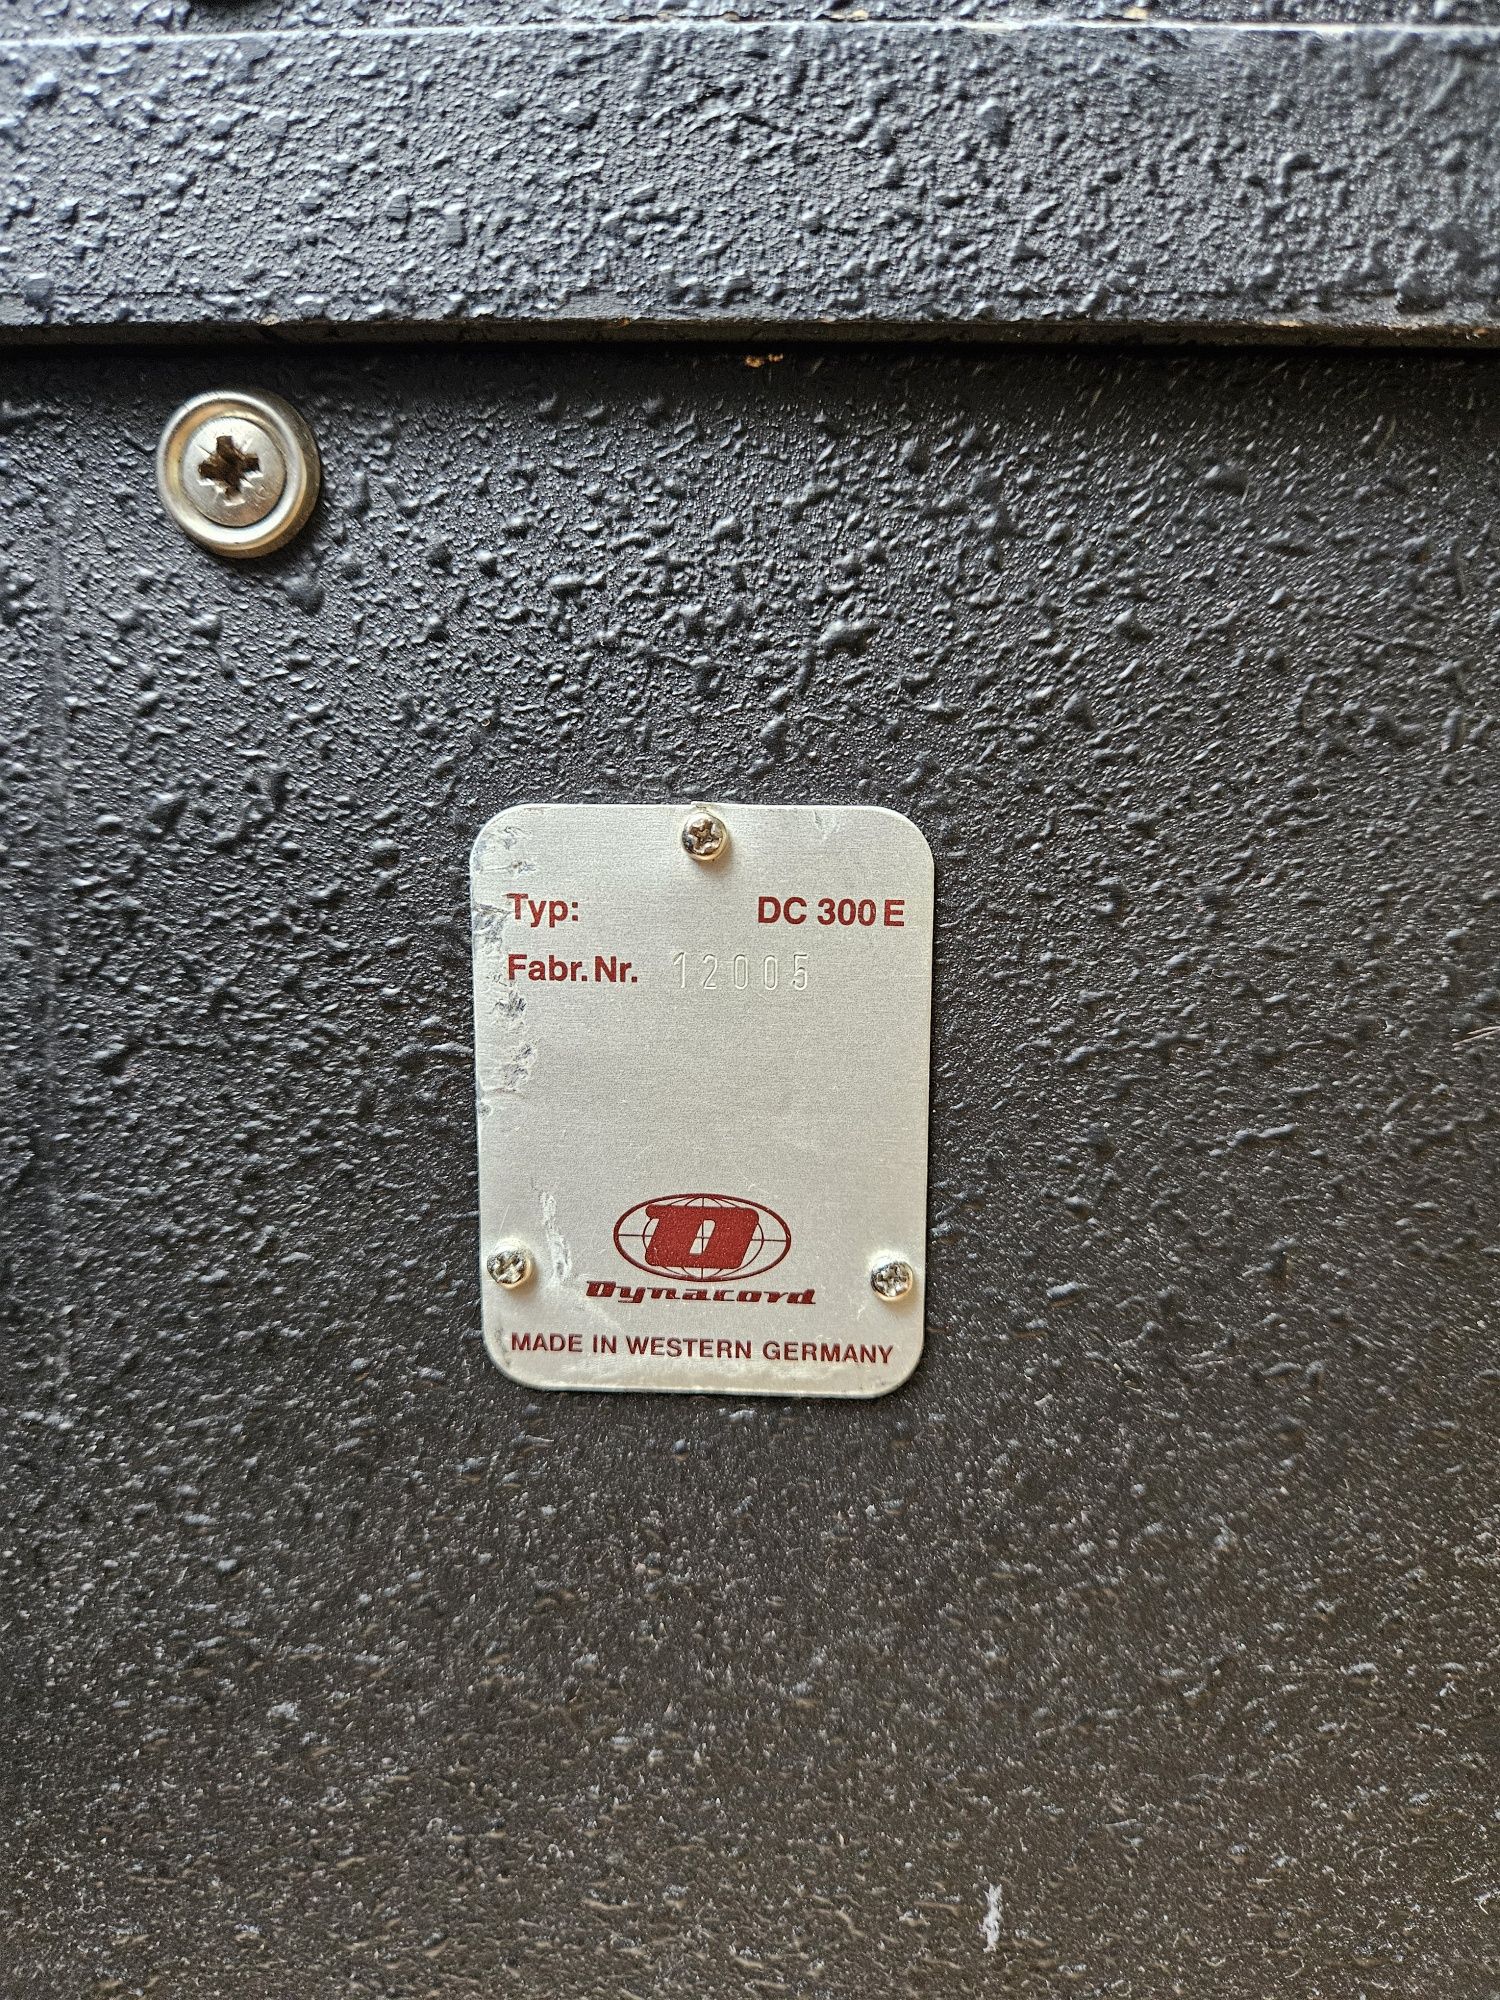 Typ: DC 300 E
Fabr. Nr. 12005
D
Dynacord
MADE IN WESTERN GERMANY